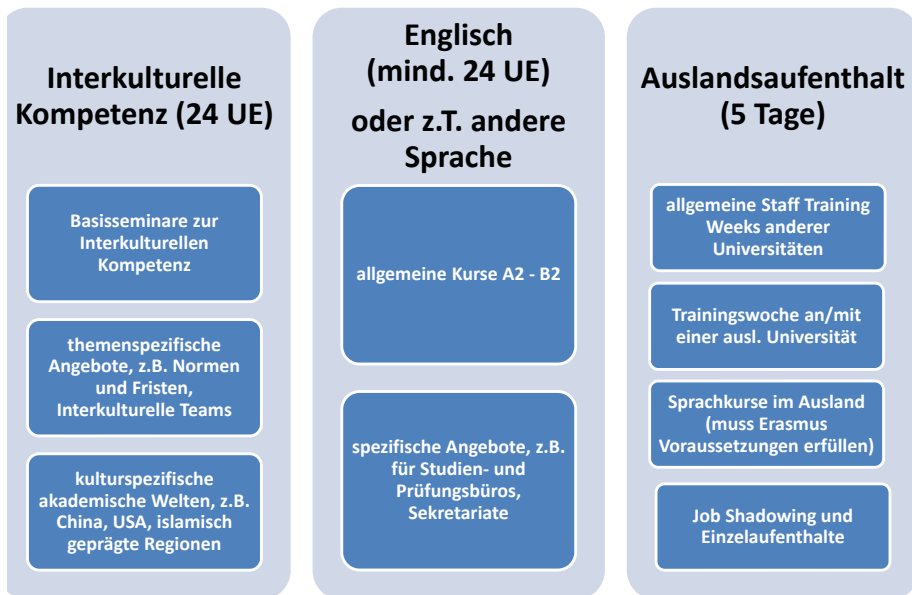 Interkulturelle
Kompetenz (24 UE)
Basisseminare zur
Interkulturellen
Kompetenz
themenspezifische
Angebote, z.B. Normen
und Fristen,
Interkulturelle Teams
kulturspezifische
akademische Welten, z.B.
China, USA, islamisch
geprägte Regionen
Englisch
(mind. 24 UE)
oder z.T. andere
Sprache
allgemeine Kurse A2 - B2
spezifische Angebote, z.B.
für Studien- und
Prüfungsbüros,
Sekretariate
Auslandsaufenthalt
(5 Tage)
allgemeine Staff Training
Weeks anderer
Universitäten
Trainingswoche an/mit
einer ausl. Universität
Sprachkurse im Ausland
(muss Erasmus
Voraussetzungen erfüllen)
Job Shadowing und
Einzelaufenthalte